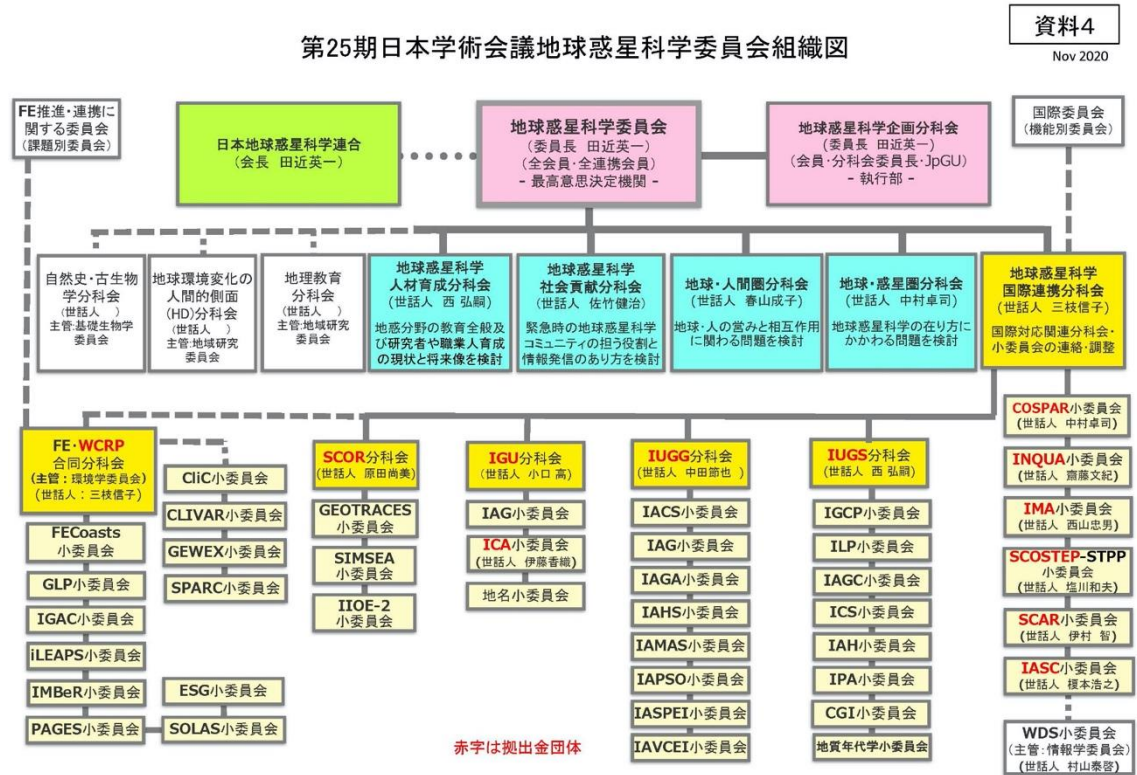 資料4
Nov 2020
第25期日本学術会議地球惑星科学委員会組織図
FE推進・連携に
関する委員会
(課題別委員会)
日本地球惑星科学連合
(会長 田近英一)
地球惑星科学委員会
(委員長 田近英一)
(全会員・全連携会員)
- 最高意思決定機関 -
地球惑星科学企画分科会
(委員長 田近英一)
(会員・分科会委員長・JpGU)
- 執行部 -
国際委員会
(機能別委員会)
自然史・古生物
学分科会
(世話人 )
主管:基礎生物学
委員会
地球環境変化の
人間的側面
(HD)分科会
(世話人 )
主管:地域研究
委員会
地理教育
分科会
(世話人 )
主管:地域研究
委員会
地球惑星科学
人材育成分科会
(世話人 西 弘嗣)
地惑分野の教育全般及
び研究者や職業人育成
の現状と将来像を検討
地球惑星科学
社会貢献分科会
(世話人 佐竹健治)
緊急時の地球惑星科学
コミュニティの担う役割と
情報発信のあり方を検討
地球・人間圏分科会
(世話人 春山成子)
地球・人の営みと相互作用
に関わる問題を検討
地球・惑星圏分科会
(世話人 中村卓司)
地球惑星科学の在り方に
かかわる問題を検討
地球惑星科学
国際連携分科会
(世話人 三枝信子)
国際対応関連分科会・
小委員会の連絡・調整
FE・WCRP
合同分科会
(主管:環境学委員会)
(世話人:三枝信子)
FECoasts
小委員会
GLP小委員会
IGAC小委員会
iLEAPS小委員会
IMBeR小委員会
PAGES小委員会
CliC小委員会
CLIVAR小委員会
GEWEX小委員会
SPARC小委員会
ESG小委員会
SOLAS小委員会
SCOR分科会
(世話人 原田尚美)
GEOTRACES
小委員会
SIMSEA
小委員会
IIOE-2
小委員会
IGU分科会
(世話人 小口 高)
IAG小委員会
ICA小委員会
(世話人 伊藤香織)
地名小委員会
IUGG分科会
(世話人 中田節也)
IACS小委員会
IAG小委員会
IAGA小委員会
IAHS小委員会
IAMAS小委員会
IAPSO小委員会
IASPEI小委員会
IAVCEI小委員会
IUGS分科会
(世話人 西 弘嗣)
IGCP小委員会
ILP小委員会
IAGC小委員会
ICS小委員会
IAH小委員会
IPA小委員会
CGI小委員会
地質年代学小委員会
COSPAR小委員会
(世話人 中村卓司)
INQUA小委員会
(世話人 齋藤文紀)
IMA小委員会
(世話人 西山忠男)
SCOSTEP-STPP
小委員会
(世話人 塩川和夫)
SCAR小委員会
(世話人 伊村 智)
IASC小委員会
(世話人 榎本浩之)
WDS小委員会
(主管:情報学委員会)
(世話人 村山泰啓)
赤字は拠出金団体